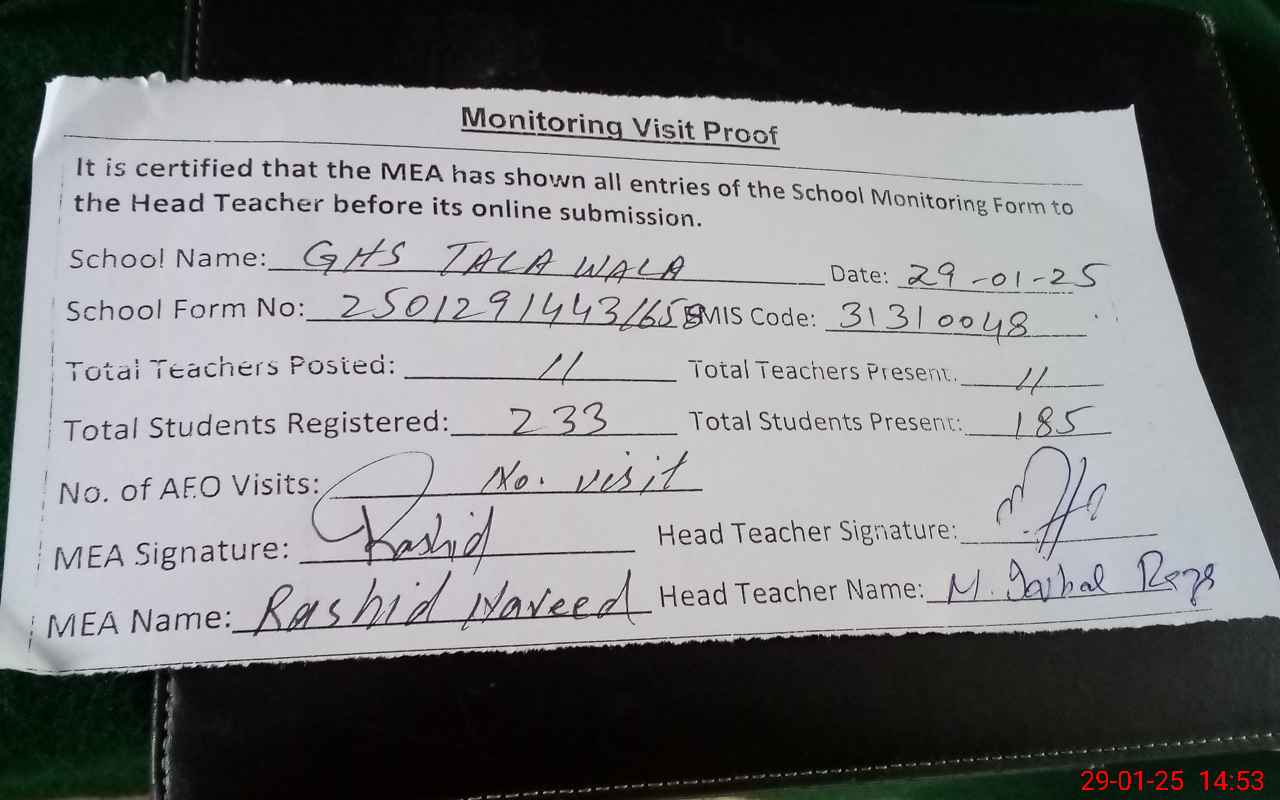 Monitoring Visit Proof
It is certified that the MEA has shown all entries of the School Monitoring Form to
the Head Teacher before its online submission.
School Name: GHS TALA WALA Date: 29-01-25
School Form No: 25012914431658 EMIS Code: 31310048
Total Teachers Posted: 11 Total Teachers Present: 11
Total Students Registered: 233 Total Students Present: 185
No. of AEO Visits: No. visit
MEA Signature: Rashid Head Teacher Signature:
MEA Name: Rashid Naveed Head Teacher Name: M.
29-01-25 14:53